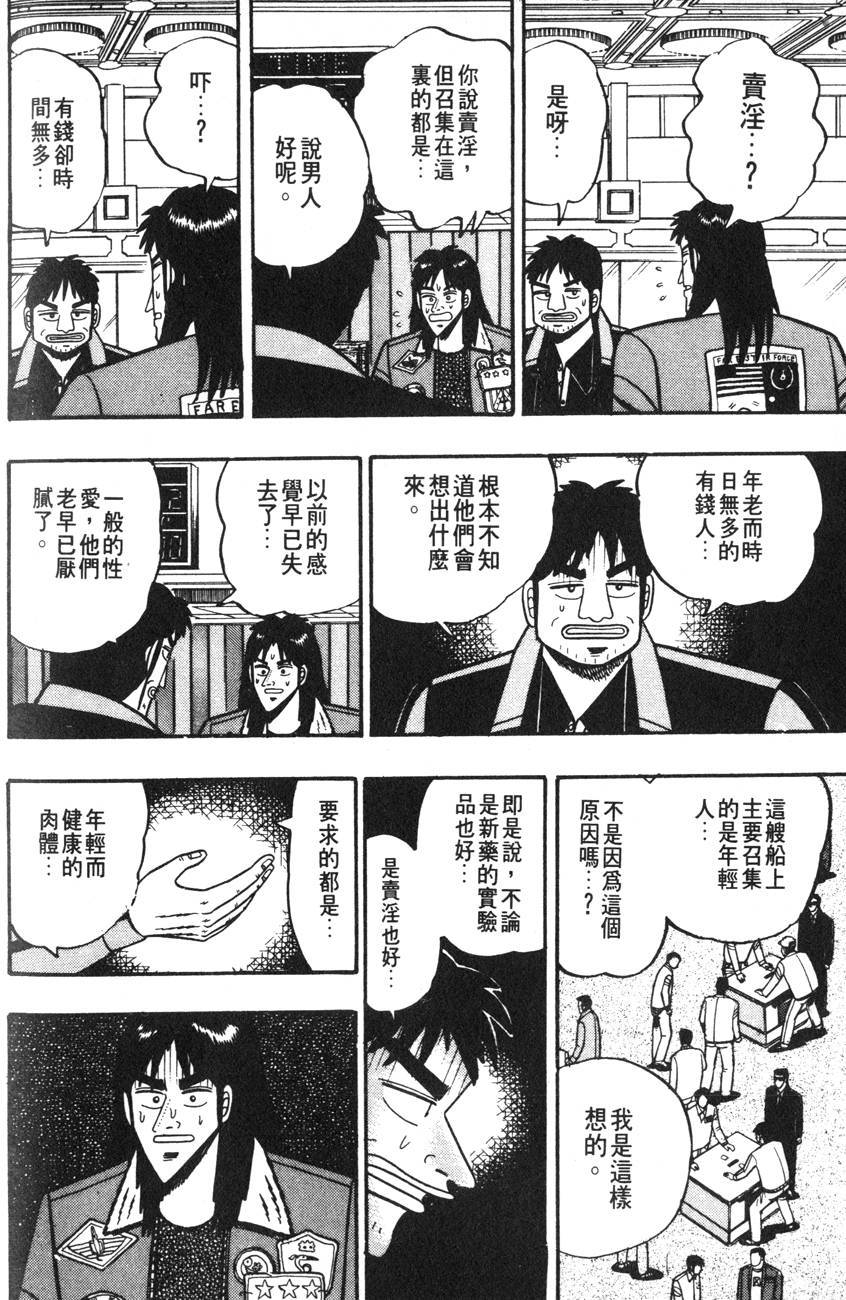 賣淫…?
FAR EAST AIR FORCE
是呀…
你說賣淫，
但召集在這
裏的都是…
說男人
好呢。
吓…?
有錢卻時
間無多…
FAR E
年老而時
日無多的
有錢人…
根本不知
道他們會
想出什麼
來。
以前的感
覺早已失
去了…
一般的性
愛，他們
老早已厭
膩了。
這艘船上
主要召集
的是年輕
人…
不是因爲這個
原因嗎…?
我是這樣
想的。
即是說，不論
是新藥的實驗
品也好…
是賣淫也好…
要求的都是…
年輕而
健康的
肉體…